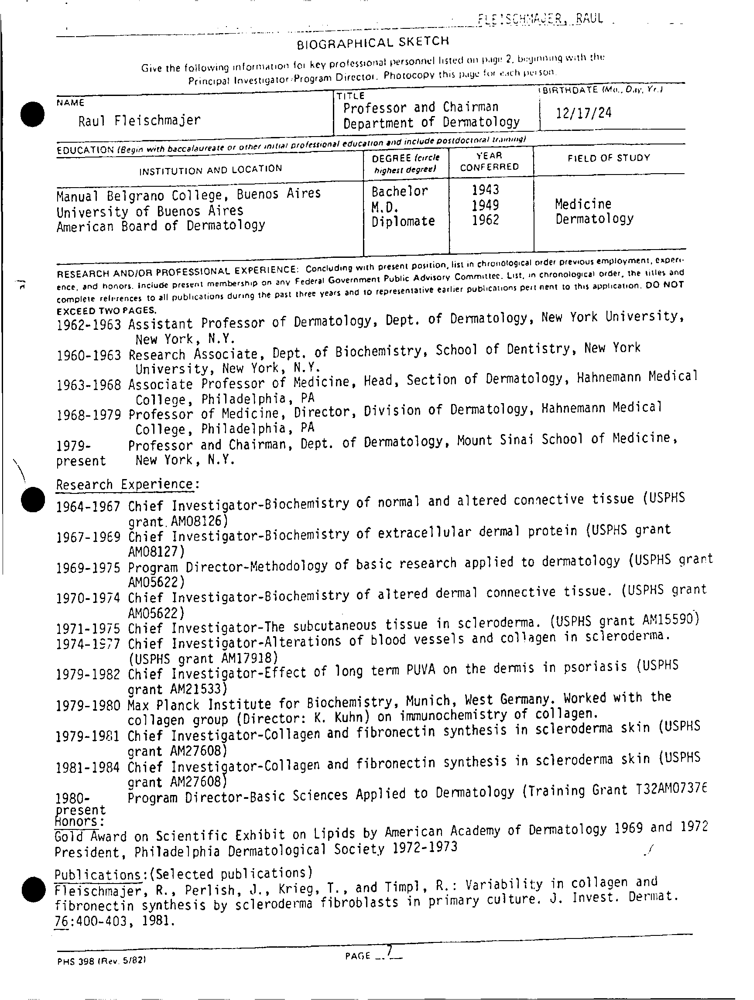 FLEISCHMAJER, RAUL
BIOGRAPHICAL SKETCH
Give the following information for key professional personnel listed on page 2, beginning with the
Principal Investigator/Program Director. Photocopy this page for each person.
NAME
TITLE
BIRTHDATE (Mo., Day, Yr.)
Raul Fleischmajer
Professor and Chairman
Department of Dermatology
12/17/24
EDUCATION (Begin with baccalaureate or other initial professional education and include postdoctoral training)
INSTITUTION AND LOCATION
DEGREE (circle
highest degree)
YEAR
CONFERRED
FIELD OF STUDY
Manual Belgrano College, Buenos Aires Bachelor 1943
University of Buenos Aires M.D. 1949 Medicine
American Board of Dermatology Diplomate 1962 Dermatology
RESEARCH AND/OR PROFESSIONAL EXPERIENCE: Concluding with present position, list in chronological order previous employment, experi-
ence, and honors. Include present membership on any Federal Government Public Advisory Committee. List, in chronological order, the titles and
complete references to all publications during the past three years and to representative earlier publications pertinent to this application. DO NOT
EXCEED TWO PAGES.
1962-1963 Assistant Professor of Dermatology, Dept. of Dermatology, New York University,
New York, N.Y.
1960-1963 Research Associate, Dept. of Biochemistry, School of Dentistry, New York
University, New York, N.Y.
1963-1968 Associate Professor of Medicine, Head, Section of Dermatology, Hahnemann Medical
College, Philadelphia, PA
1968-1979 Professor of Medicine, Director, Division of Dermatology, Hahnemann Medical
College, Philadelphia, PA
1979- Professor and Chairman, Dept. of Dermatology, Mount Sinai School of Medicine,
present New York, N.Y.
Research Experience:
1964-1967 Chief Investigator-Biochemistry of normal and altered connective tissue (USPHS
grant AM08126)
1967-1969 Chief Investigator-Biochemistry of extracellular dermal protein (USPHS grant
AM08127)
1969-1975 Program Director-Methodology of basic research applied to dermatology (USPHS grant
AM05622)
1970-1974 Chief Investigator-Biochemistry of altered dermal connective tissue. (USPHS grant
AM05622)
1971-1975 Chief Investigator-The subcutaneous tissue in scleroderma. (USPHS grant AM15590)
1974-1977 Chief Investigator-Alterations of blood vessels and collagen in scleroderma.
(USPHS grant AM17918)
1979-1982 Chief Investigator-Effect of long term PUVA on the dermis in psoriasis (USPHS
grant AM21533)
1979-1980 Max Planck Institute for Biochemistry, Munich, West Germany. Worked with the
collagen group (Director: K. Kuhn) on immunochemistry of collagen.
1979-1981 Chief Investigator-Collagen and fibronectin synthesis in scleroderma skin (USPHS
grant AM27608)
1981-1984 Chief Investigator-Collagen and fibronectin synthesis in scleroderma skin (USPHS
grant AM27608)
1980- Program Director-Basic Sciences Applied to Dermatology (Training Grant T32AM07376
present
Honors:
Gold Award on Scientific Exhibit on Lipids by American Academy of Dermatology 1969 and 1972
President, Philadelphia Dermatological Society 1972-1973
Publications:(Selected publications)
Fleischmajer, R., Perlish, J., Krieg, T., and Timpl, R.: Variability in collagen and
fibronectin synthesis by scleroderma fibroblasts in primary culture. J. Invest. Dermat.
76:400-403, 1981.
PHS 398 (Rev. 5/82)
PAGE 7